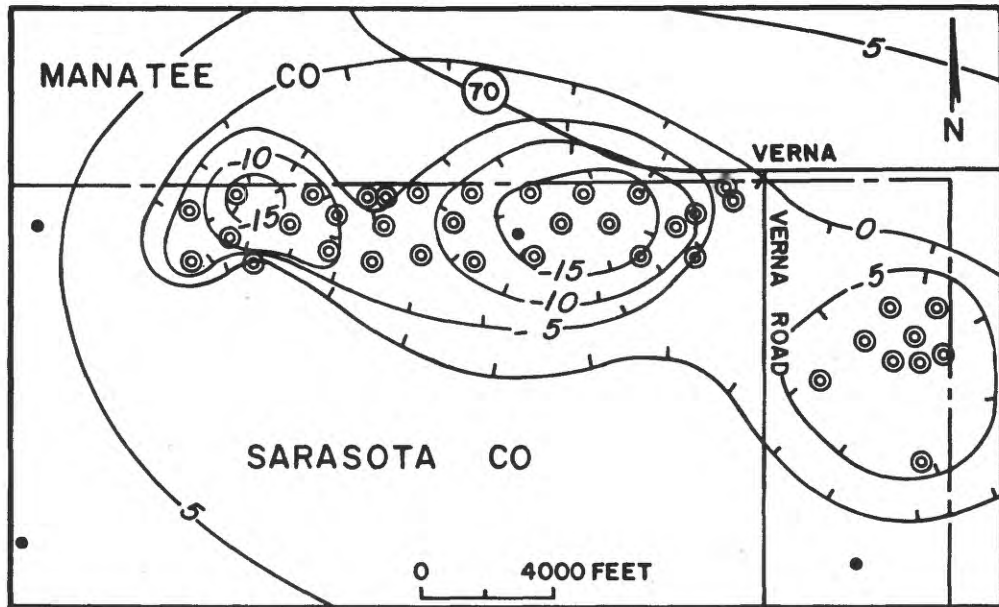 5
MANATEE CO
70
N
VERNA
-10
-15
0
-5
-15
-10
-5
VERNA ROAD
SARASOTA CO
5
0 4000 FEET